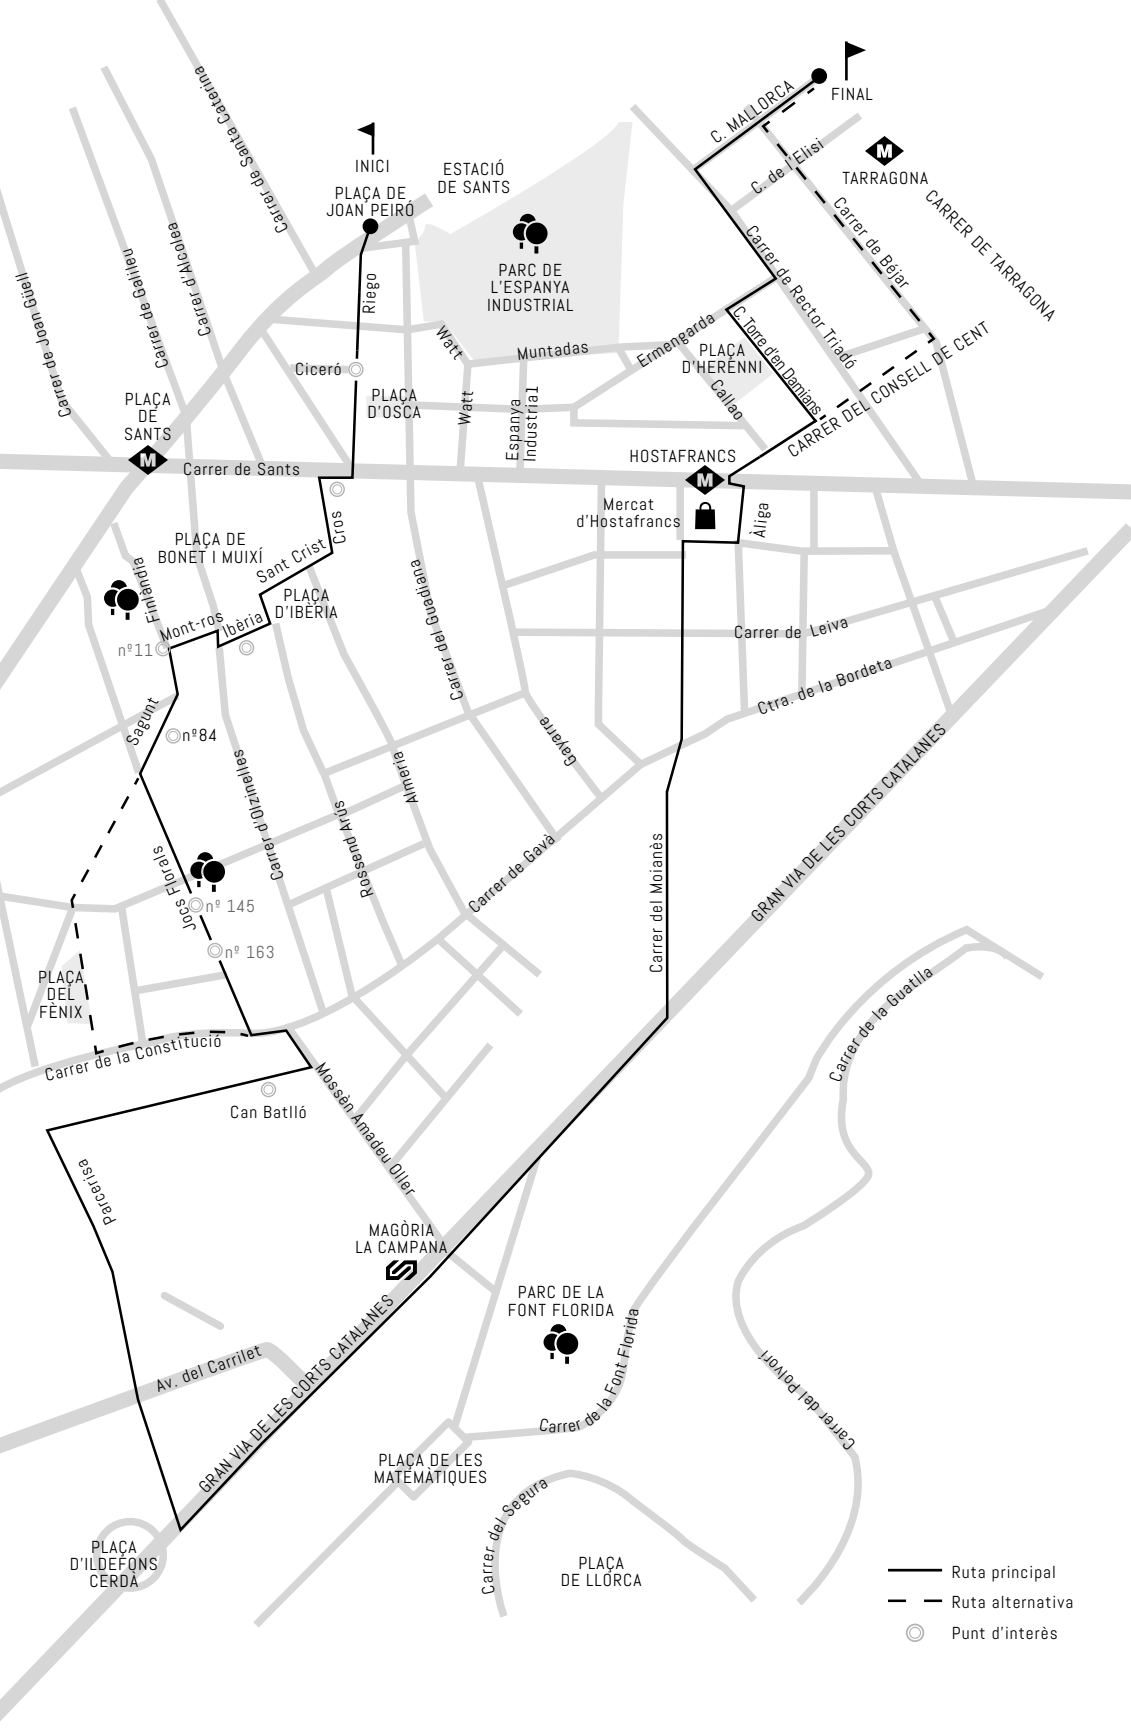 C. MALLORCA
FINAL
C. de l'Elisi
M
TARRAGONA
CARRER DE TARRAGONA
Carrer de Béjar
Carrer de Santa Caterina
INICI
PLAÇA DE
JOAN PEIRÓ
ESTACIÓ
DE SANTS
Carrer d'Alcolea
Carrer de Galileu
Carrer de Joan Güell
Riego
PARC DE
L'ESPANYA
INDUSTRIAL
Carrer de Rector Triadó
Watt
Muntadas
Ermengarda
C. Torre d'en Damians
PLAÇA
D'HERENNI
Callao
CARRER DEL CONSELL DE CENT
Ciceró
PLAÇA
D'OSCA
Watt
Espanya
Industrial
PLAÇA
DE
SANTS
M
Carrer de Sants
HOSTAFRANCS
M
Mercat
d'Hostafrancs
Àliga
Cros
PLAÇA DE
BONET I MUIXÍ
Sant Crist
Finlàndia
PLAÇA
D'IBÈRIA
Mont-ros
Ibèria
nº11
Carrer del Guadiana
Carrer de Leiva
Ctra. de la Bordeta
Sagunt
nº84
Gayarre
Carrer d'Olzinelles
Almeria
Rossend Arús
Carrer de Gavà
Carrer del Moianès
GRAN VIA DE LES CORTS CATALANES
Jocs Florals
nº 145
nº 163
PLAÇA
DEL
FÈNIX
Carrer de la Constitució
Carrer de la Guatlla
Can Batlló
Mossèn Amadeu Oller
Parcerisa
MAGÒRIA
LA CAMPANA
PARC DE LA
FONT FLORIDA
Carrer de la Font Florida
Av. del Carrilet
GRAN VIA DE LES CORTS CATALANES
Carrer del Polvorí
PLAÇA DE LES
MATEMÀTIQUES
Carrer del Segura
PLAÇA
D'ILDEFONS
CERDÀ
PLAÇA
DE LLORCA
Ruta principal
Ruta alternativa
Punt d'interès